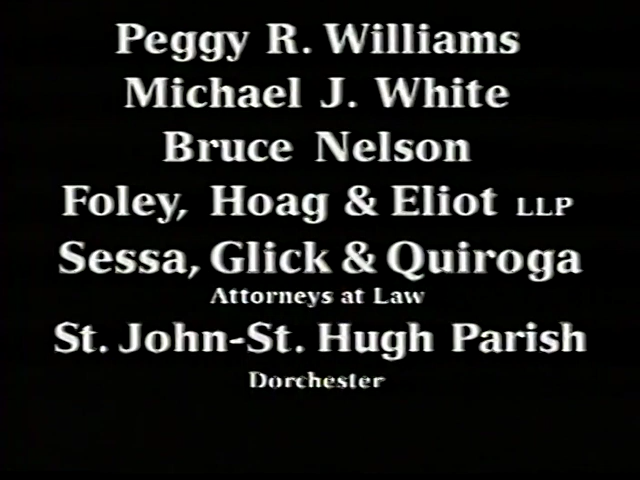 Peggy R. Williams
Michael J. White
Bruce Nelson
Foley, Hoag & Eliot LLP
Sessa, Glick & Quiroga
Attorneys at Law
St. John-St. Hugh Parish
Dorchester